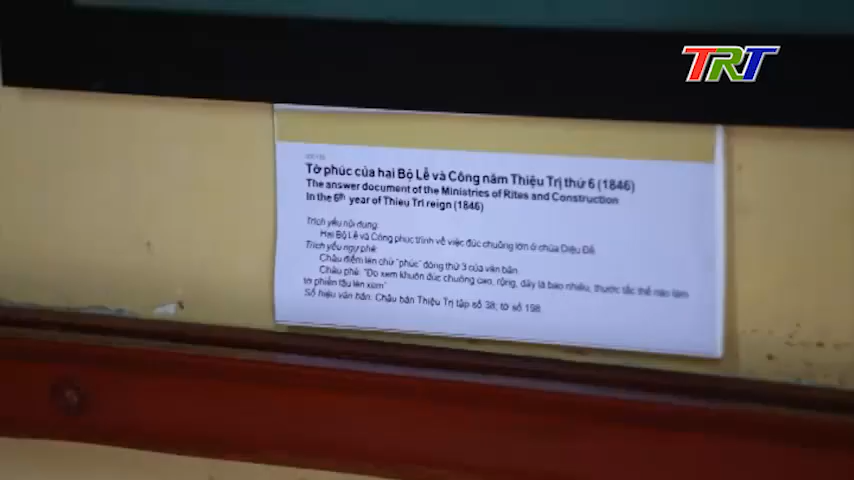 TRT
Tờ phúc của hai Bộ Lễ và Công năm Thiệu Trị thứ 6 (1846)
The answer document of the Ministries of Rites and Construction
In the 6th year of Thieu Tri reign (1846)
Trích yếu nội dung:
Hai Bộ Lễ và Công phúc trình về việc đúc chuông lớn ở chùa Diệu Đế.
Trích yếu ngự phê:
Châu điểm lên chữ "phúc" dòng thứ 3 của văn bản.
Châu phê: "Do xem khuôn đúc chuông cao, rộng, dày là bao nhiêu, thước tấc thế nào làm
tờ phiến tâu lên xem"
Số hiệu văn bản: Châu bản Thiệu Trị tập số 38, tờ số 198.